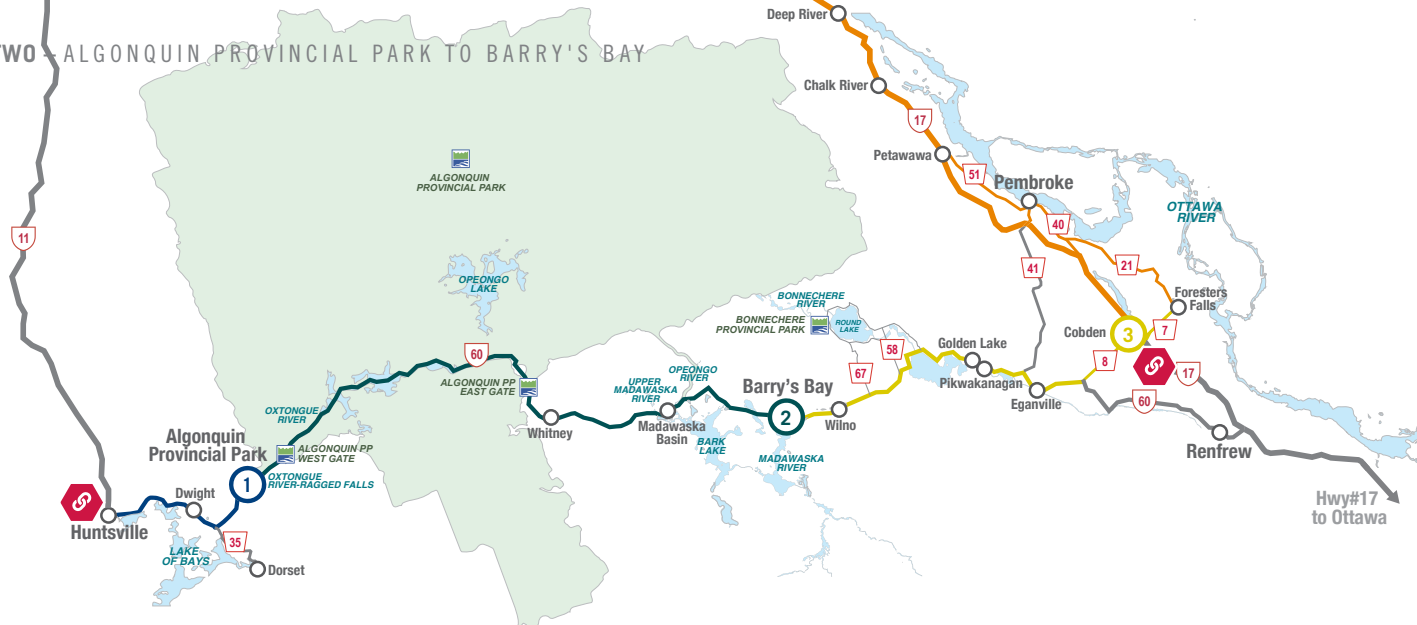 TWO – ALGONQUIN PROVINCIAL PARK TO BARRY'S BAY
Deep River
Chalk River
17
Petawawa
51
Pembroke
ALGONQUIN
PROVINCIAL PARK
40
OTTAWA
RIVER
11
41
21
OPEONGO
LAKE
BONNECHERE
RIVER
Foresters
Falls
BONNECHERE
PROVINCIAL PARK
ROUND
LAKE
Cobden
3
7
60
58
Golden Lake
8
ALGONQUIN PP
EAST GATE
UPPER
MADAWASKA
RIVER
OPEONGO
RIVER
67
Pikwakanagan
17
Barry's Bay
Eganville
60
OXTONGUE
RIVER
2
Wilno
Whitney
Madawaska
Basin
BARK
LAKE
Renfrew
Algonquin
Provincial Park
ALGONQUIN PP
WEST GATE
MADAWASKA
RIVER
1
OXTONGUE
RIVER-RAGGED FALLS
Dwight
Hwy#17
to Ottawa
Huntsville
35
LAKE
OF BAYS
Dorset